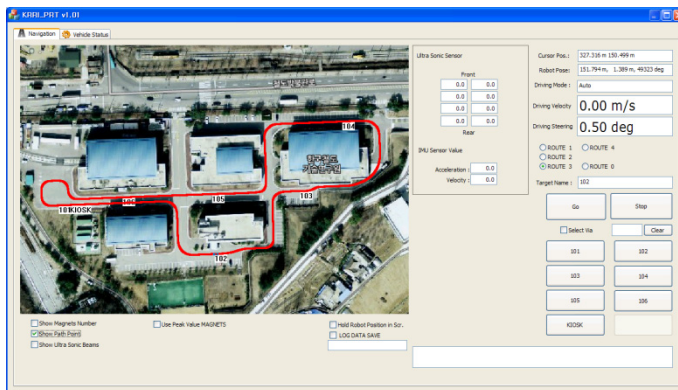 KARI_PRT v1.01
Navigation
Vehicle Status
104
103
105
101KIOSK
102
Show Magnets Number
Use Peak Value MAGNETS
Hold Robot Position in Scr.
Show Path Point
LOG DATA SAVE
Show Ultra Sonic Beams
Ultra Sonic Sensor
Front
0.0 0.0
0.0 0.0
0.0 0.0
0.0 0.0
Rear
IMU Sensor Value
Acceleration : 0.0
Velocity : 0.0
Cursor Pos. : 327.316 m 150.499 m
Robot Pose: 151.794 m, 1.389 m, 49323 deg
Driving Mode : Auto
Driving Velocity 0.00 m/s
Driving Steering 0.50 deg
ROUTE 1 ROUTE 4
ROUTE 2
ROUTE 3 ROUTE 0
Target Name : 102
Go Stop
Select Via Clear
101 102
103 104
105 106
KIOSK